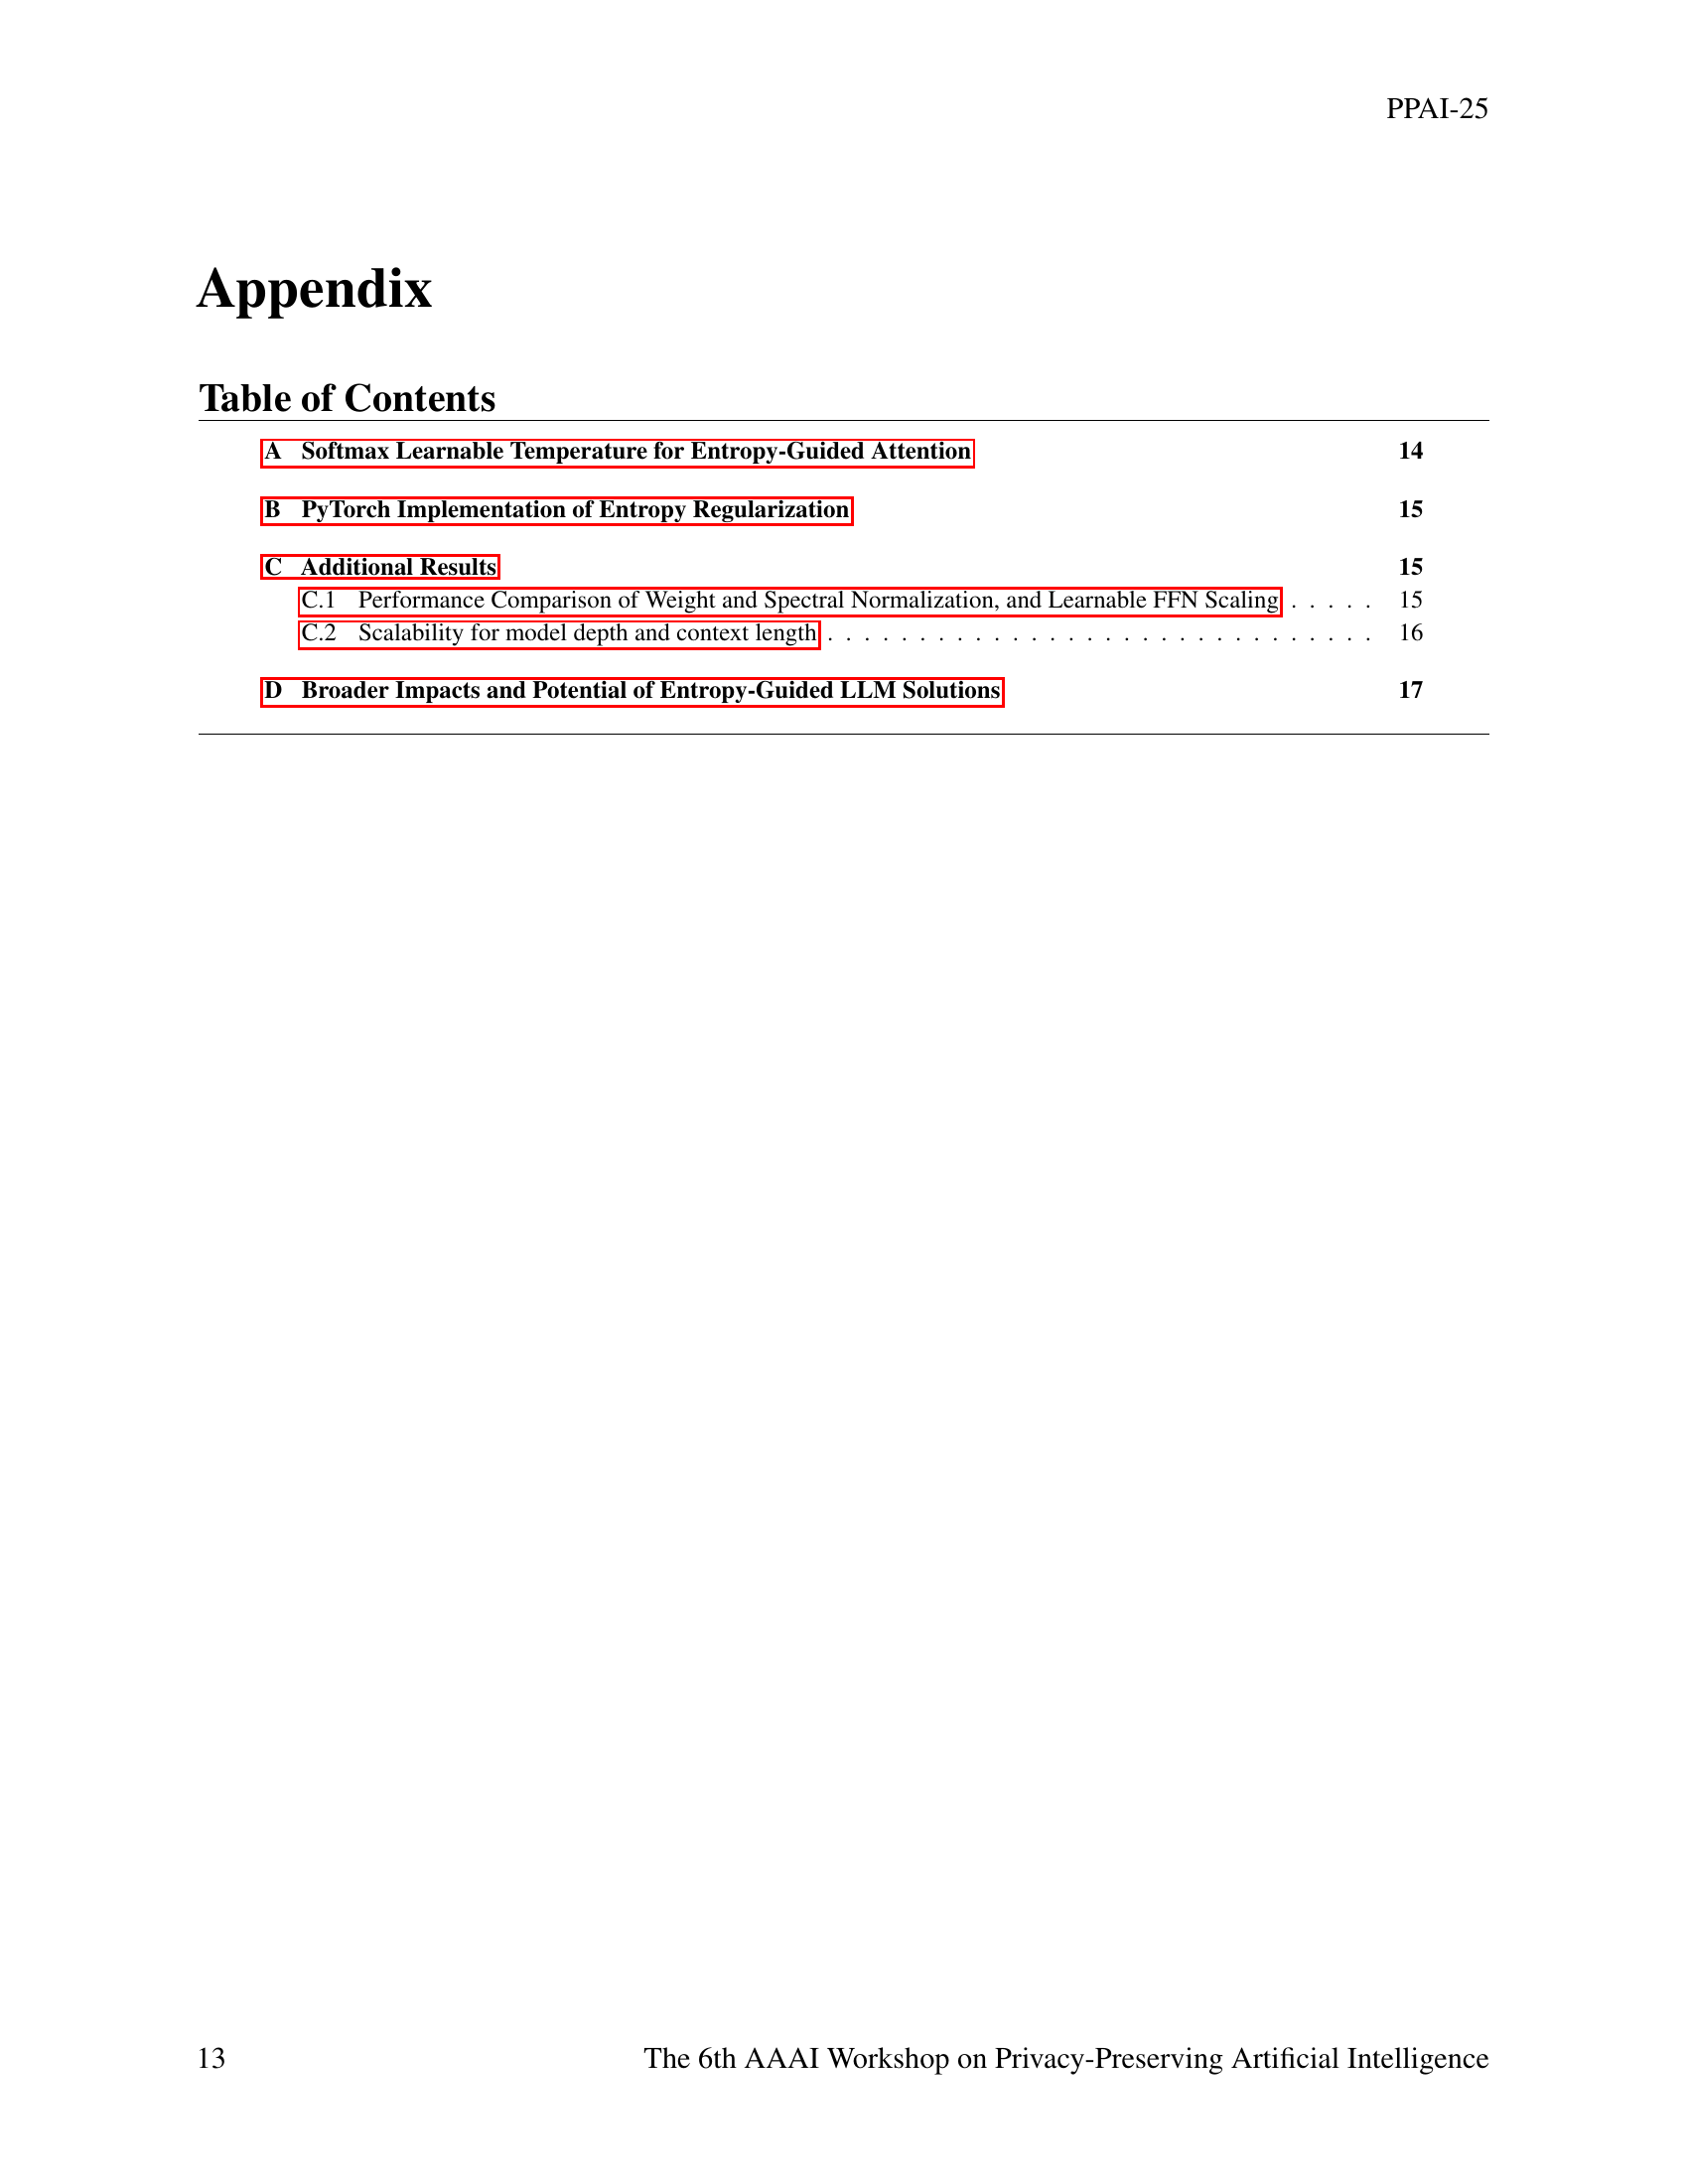 PPAI-25
Appendix
Table of Contents
A Softmax Learnable Temperature for Entropy-Guided Attention 14
B PyTorch Implementation of Entropy Regularization 15
C Additional Results 15
C.1 Performance Comparison of Weight and Spectral Normalization, and Learnable FFN Scaling . . . . . 15
C.2 Scalability for model depth and context length . . . . . . . . . . . . . . . . . . . . . . . . . . . . . . 16
D Broader Impacts and Potential of Entropy-Guided LLM Solutions 17
13 The 6th AAAI Workshop on Privacy-Preserving Artificial Intelligence